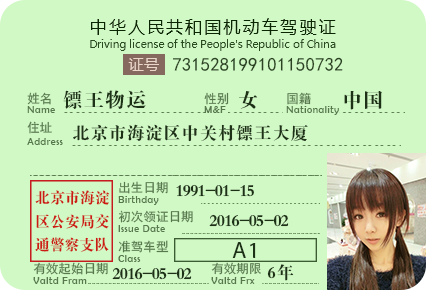 中华人民共和国机动车驾驶证
Driving license of the People's Republic of China
证号 731528199101150732
姓名 镖王物运 性别 女 国籍 中国
Name M&F Nationality
住址 北京市海淀区中关村镖王大厦
Address
北京市海淀
区公安局交
通警察支队
出生日期 1991-01-15
Birthday
初次领证日期 2016-05-02
Issue Date
准驾车型 A1
Class
有效起始日期 2016-05-02 有效期限 6年
Valtd Fram Valtd Frx